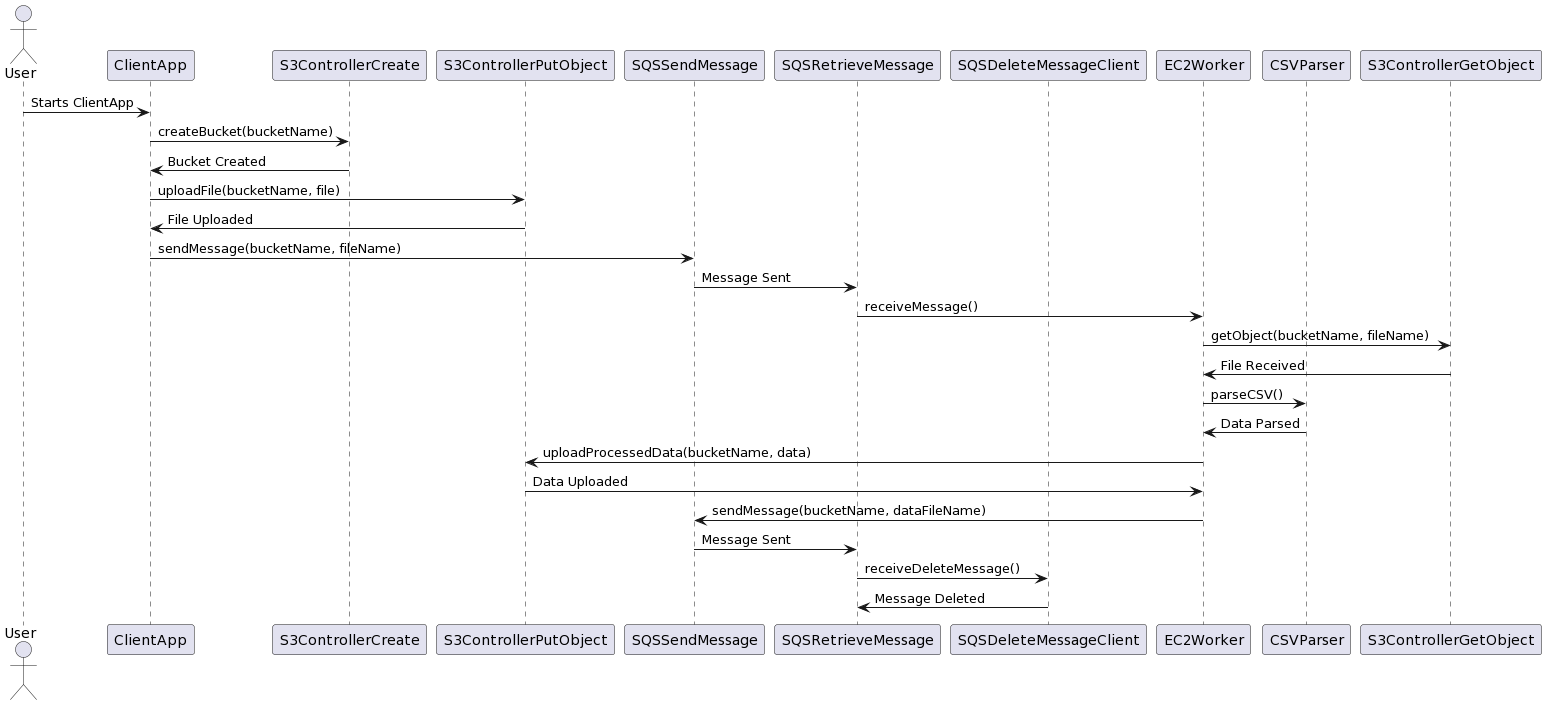 User
ClientApp
S3ControllerCreate
S3ControllerPutObject
SQSSendMessage
SQSRetrieveMessage
SQSDeleteMessageClient
EC2Worker
CSVParser
S3ControllerGetObject
Starts ClientApp
createBucket(bucketName)
Bucket Created
uploadFile(bucketName, file)
File Uploaded
sendMessage(bucketName, fileName)
Message Sent
receiveMessage()
getObject(bucketName, fileName)
File Received
parseCSV()
Data Parsed
uploadProcessedData(bucketName, data)
Data Uploaded
sendMessage(bucketName, dataFileName)
Message Sent
receiveDeleteMessage()
Message Deleted
User
ClientApp
S3ControllerCreate
S3ControllerPutObject
SQSSendMessage
SQSRetrieveMessage
SQSDeleteMessageClient
EC2Worker
CSVParser
S3ControllerGetObject